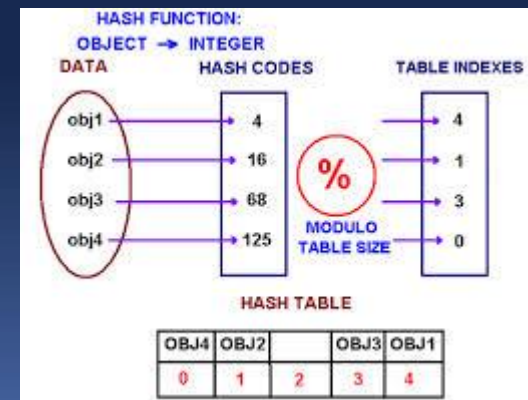 HASH FUNCTION:
OBJECT → INTEGER
DATA HASH CODES TABLE INDEXES
obj1 4 4
obj2 16 1
obj3 68 3
obj4 125 0
%
MODULO
TABLE SIZE
HASH TABLE
OBJ4 OBJ2 OBJ3 OBJ1
0 1 2 3 4